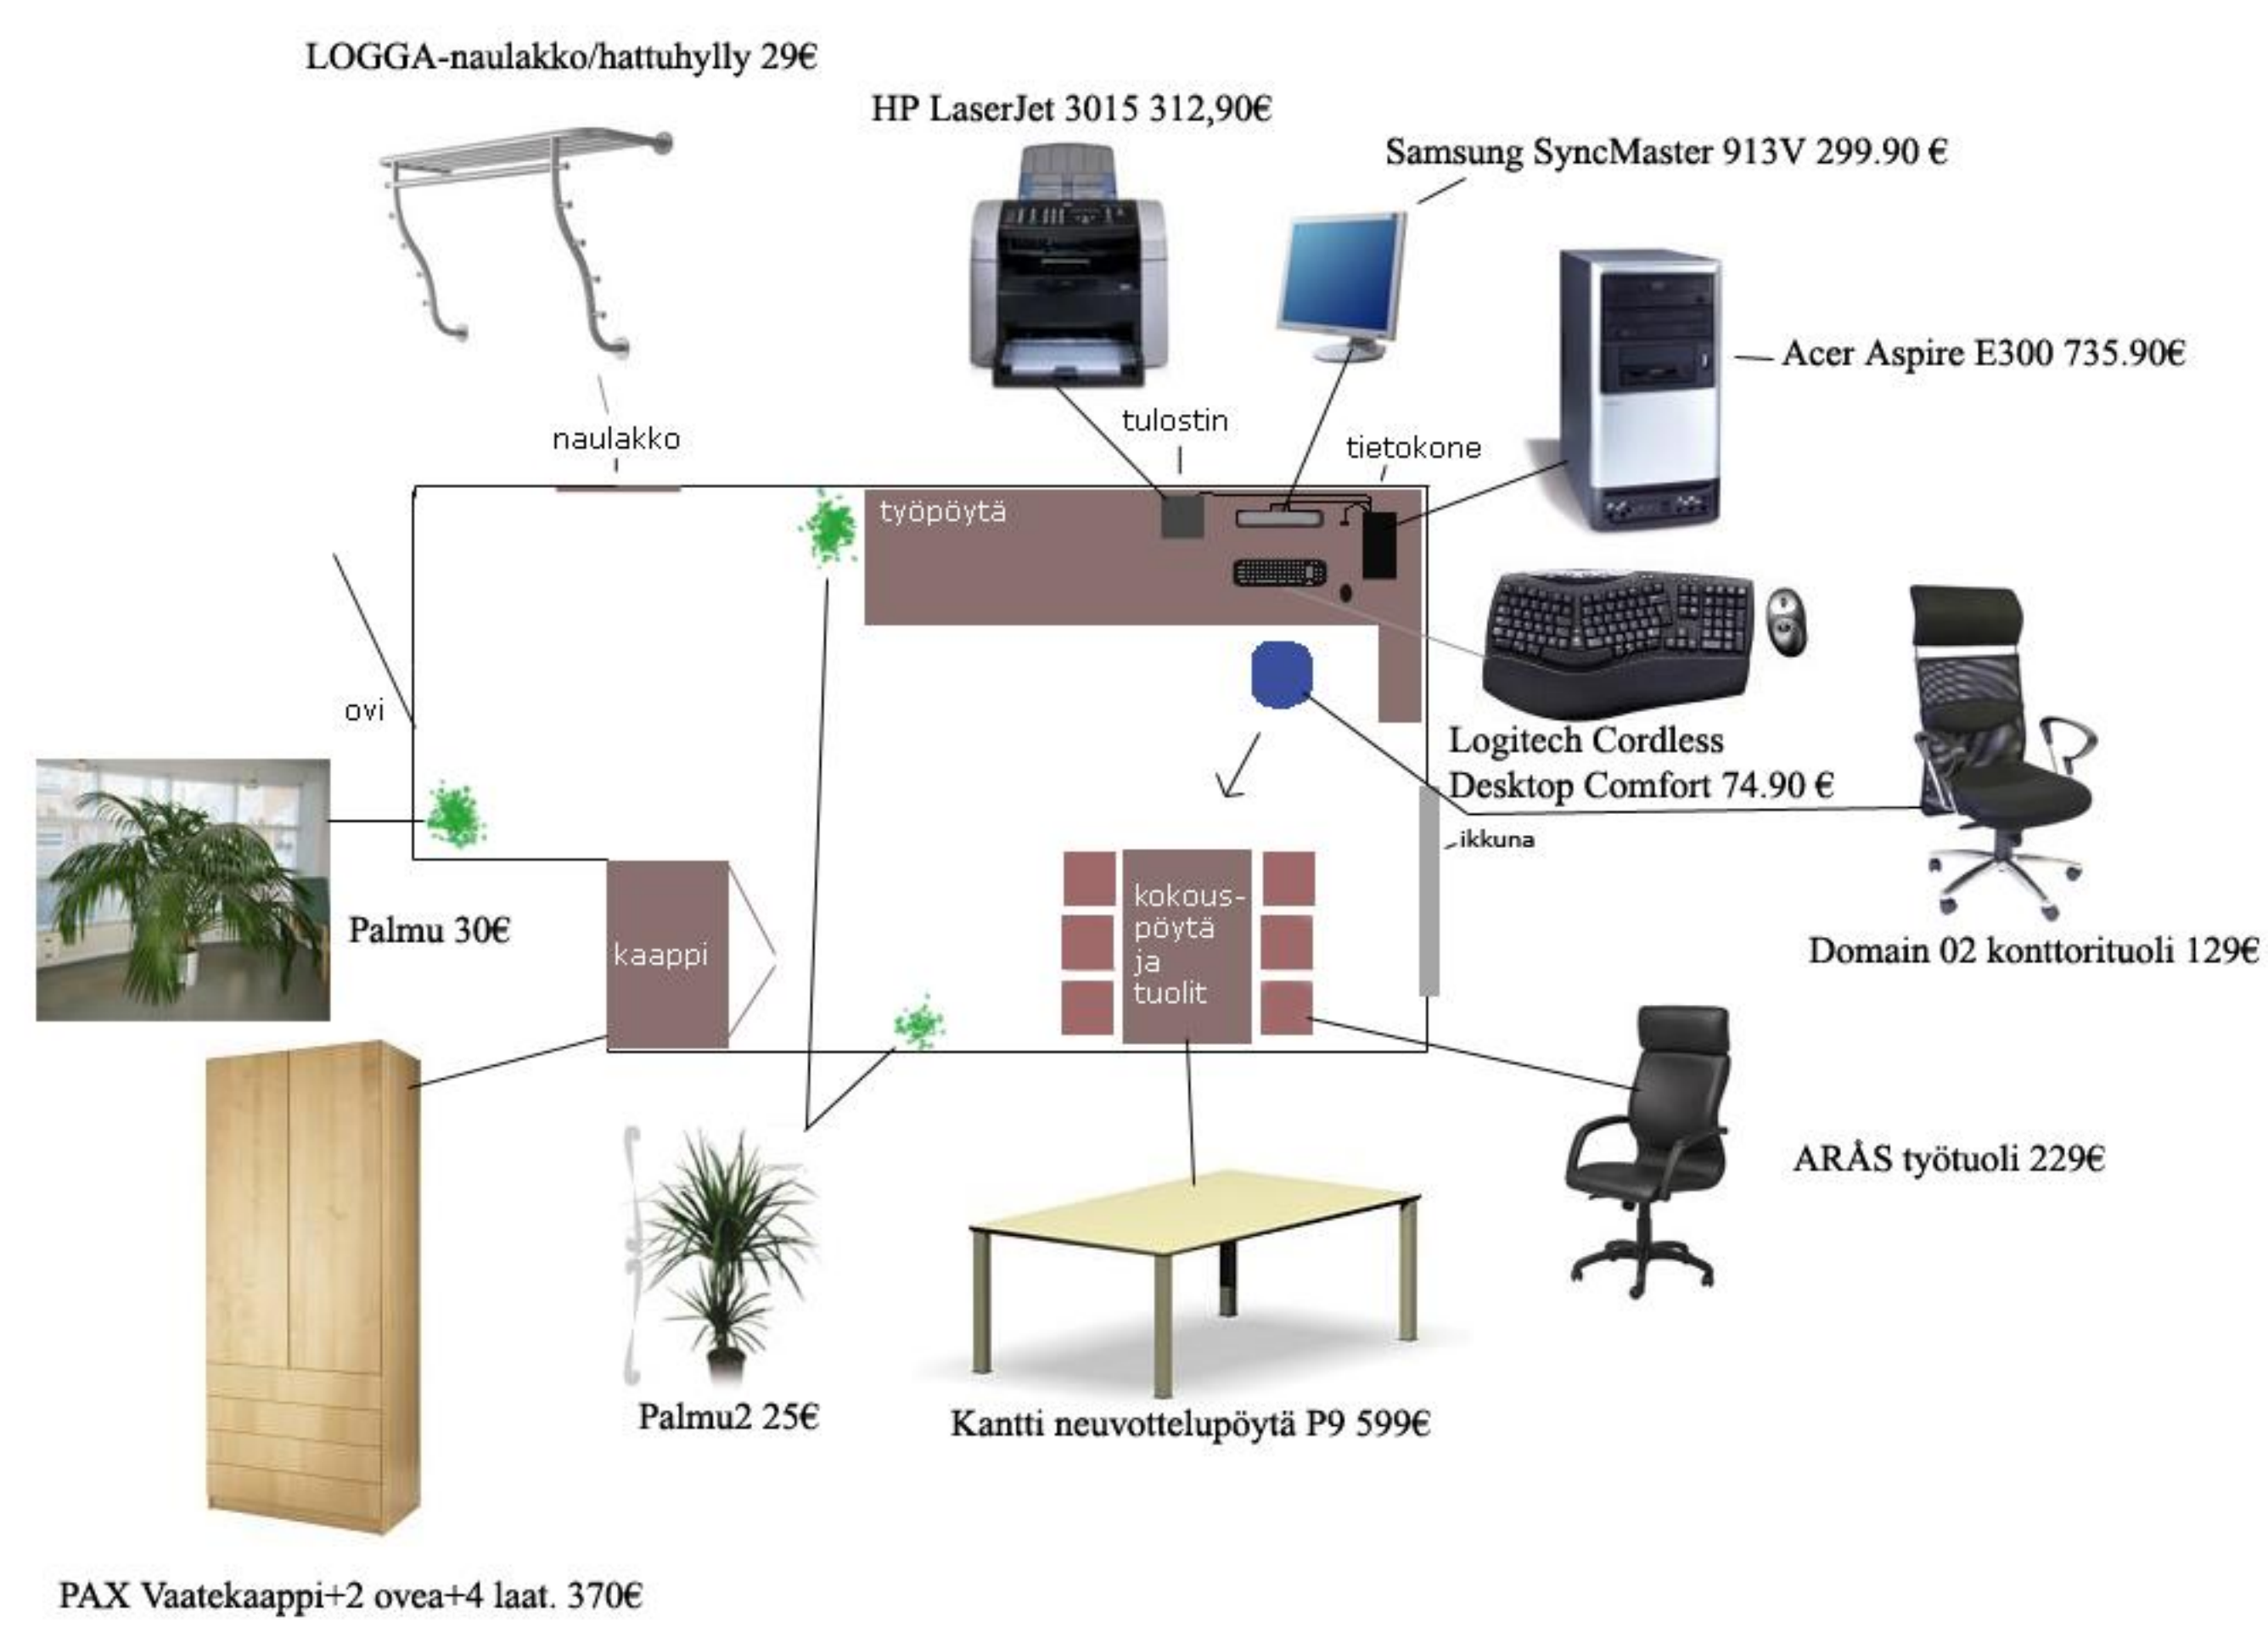 LOGGA-naulakko/hattuhylly 29€
HP LaserJet 3015 312,90€
Samsung SyncMaster 913V 299.90 €
Acer Aspire E300 735.90€
tulostin
naulakko
tietokone
työpöytä
ovi
Logitech Cordless
Desktop Comfort 74.90 €
ikkuna
kokous-
pöytä
ja
tuolit
Palmu 30€
kaappi
Domain 02 konttorituoli 129€
ARÅS työtuoli 229€
Palmu2 25€
Kantti neuvottelupöytä P9 599€
PAX Vaatekaappi+2 ovea+4 laat. 370€